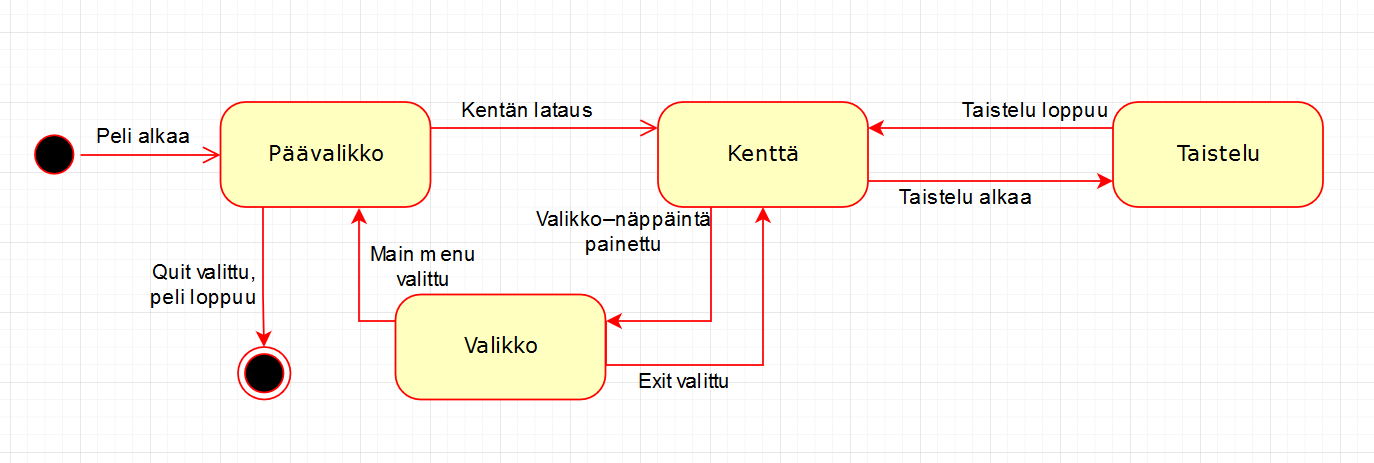 Peli alkaa
Päävalikko
Kentän lataus
Kenttä
Taistelu loppuu
Taistelu
Taistelu alkaa
Valikko–näppäintä
painettu
Main menu
valittu
Quit valittu,
peli loppuu
Valikko
Exit valittu